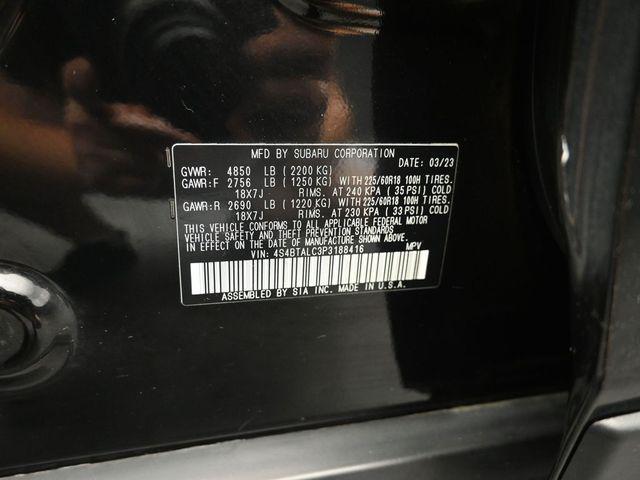 MFD BY SUBARU CORPORATION
DATE: 03/23
GVWR: 4850 LB (2200 KG)
GAWR:F 2756 LB (1250 KG) WITH 225/60R18 100H TIRES.
18X7J RIMS. AT 240 KPA (35 PSI) COLD
GAWR:R 2690 LB (1220 KG) WITH 225/60R18 100H TIRES.
18X7J RIMS. AT 230 KPA (33 PSI) COLD
THIS VEHICLE CONFORMS TO ALL APPLICABLE FEDERAL MOTOR
VEHICLE SAFETY, BUMPER, AND THEFT PREVENTION STANDARDS
IN EFFECT ON THE DATE OF MANUFACTURE SHOWN ABOVE.
VIN: 4S4BTALC3P3188416 MPV
ASSEMBLED BY SIA INC. MADE IN U.S.A.